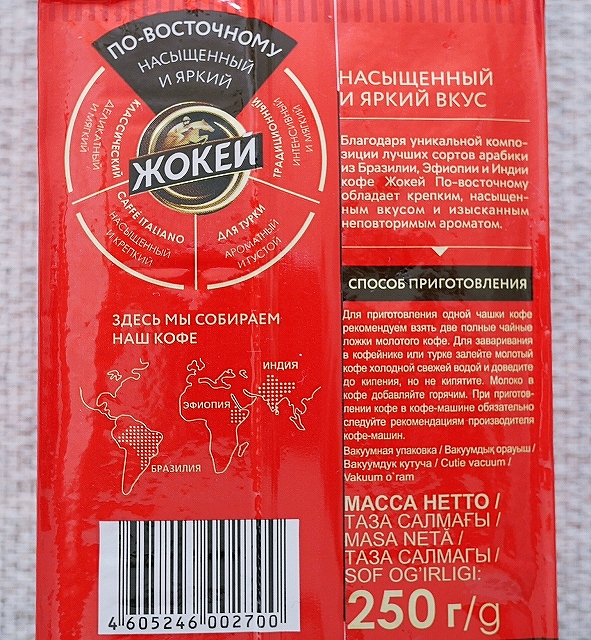 ПО-ВОСТОЧНОМУ
НАСЫЩЕННЫЙ
И ЯРКИЙ
КЛАССИЧЕСКИЙ
ДЕЛИКАТНЫЙ
И МЯГКИЙ
ТРАДИЦИОННЫЙ
ИНТЕНСИВНЫЙ
И МЯГКИЙ
ЖОКЕЙ
CAFFE ITALIANO
НАСЫЩЕННЫЙ
И КРЕПКИЙ
ДЛЯ ТУРКИ
АРОМАТНЫЙ
И ГУСТОЙ
ЗДЕСЬ МЫ СОБИРАЕМ
НАШ КОФЕ
ИНДИЯ
ЭФИОПИЯ
БРАЗИЛИЯ
4 605246 002700
НАСЫЩЕННЫЙ
И ЯРКИЙ ВКУС
Благодаря уникальной компо-
зиции лучших сортов арабики
из Бразилии, Эфиопии и Индии
кофе Жокей По-восточному
обладает крепким, насыщен-
ным вкусом и изысканным
неповторимым ароматом.
СПОСОБ ПРИГОТОВЛЕНИЯ
Для приготовления одной чашки кофе
рекомендуем взять две полные чайные
ложки молотого кофе. Для заваривания
в кофейнике или турке залейте молотый
кофе холодной свежей водой и доведите
до кипения, но не кипятите. Молоко в
кофе добавляйте горячим. При приготов-
лении кофе в кофе-машине обязательно
следуйте рекомендациям производителя
кофе-машин.
Вакуумная упаковка / Вакуумдық орауыш /
Вакуумдук кутуча / Cutie vacuum /
Vakuum o`ram
МАССА НЕТТО /
ТАЗА САЛМАҒЫ /
MASA NETĂ /
ТАЗА САЛМАГЫ /
SOF OG'IRLIGI:
250 г/g